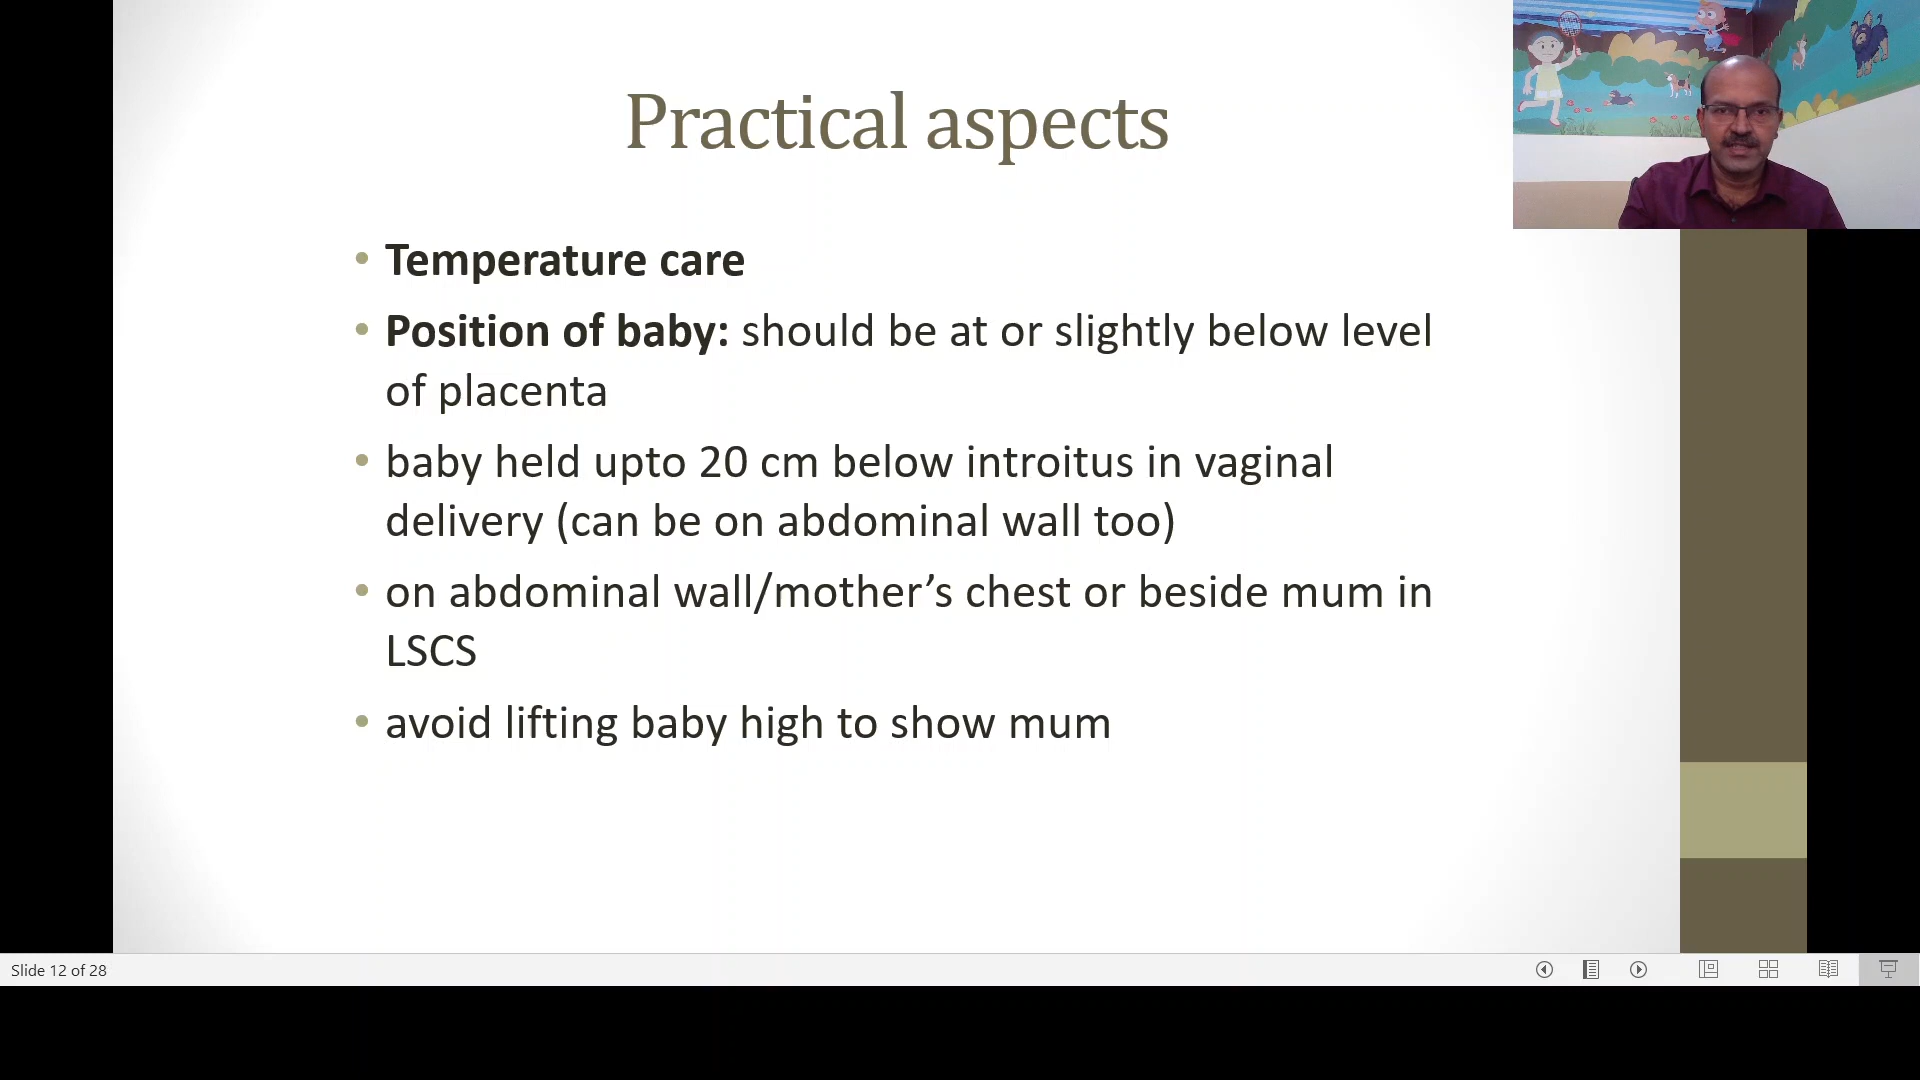 Practical aspects
• Temperature care
• Position of baby: should be at or slightly below level
of placenta
• baby held upto 20 cm below introitus in vaginal
delivery (can be on abdominal wall too)
• on abdominal wall/mother’s chest or beside mum in
LSCS
• avoid lifting baby high to show mum
Slide 12 of 28